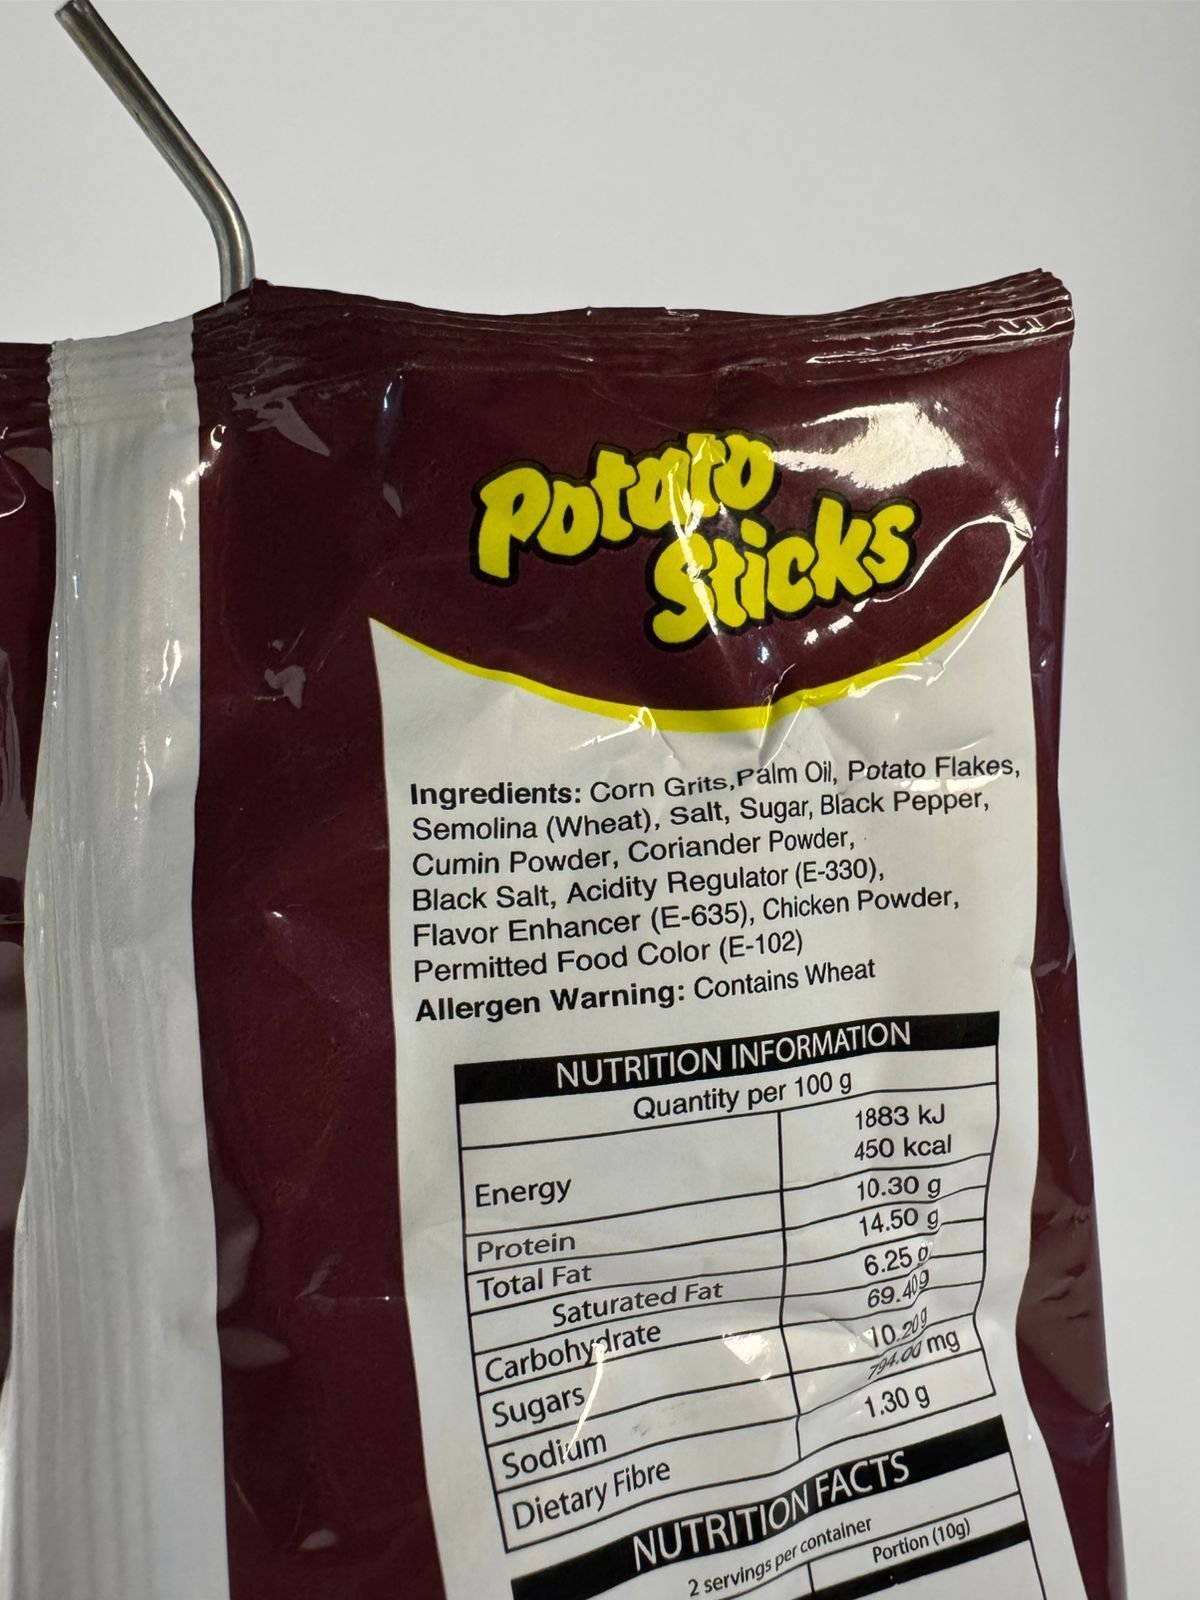 Potato
Sticks
Ingredients: Corn Grits, Palm Oil, Potato Flakes,
Semolina (Wheat), Salt, Sugar, Black Pepper,
Cumin Powder, Coriander Powder,
Black Salt, Acidity Regulator (E-330),
Flavor Enhancer (E-635), Chicken Powder,
Permitted Food Color (E-102)
Allergen Warning: Contains Wheat
NUTRITION INFORMATION
Quantity per 100 g
Energy 1883 kJ
450 kcal
Protein 10.30 g
Total Fat 14.50 g
Saturated Fat 6.25 g
Carbohydrate 69.40g
Sugars 10.20g
Sodium 794.00 mg
Dietary Fibre 1.30 g
NUTRITION FACTS
2 servings per container
Portion (10g)